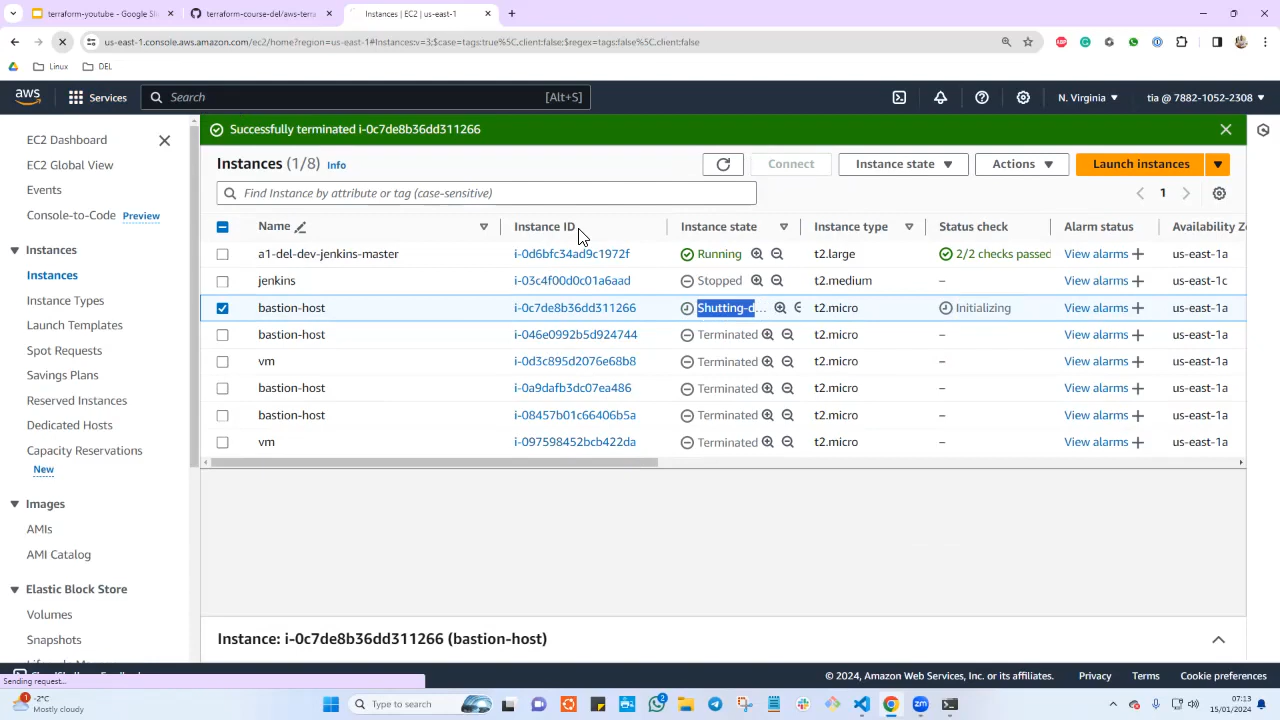 terraform-youtube - Google Sli
terraform-course-del/aws-terra
Instances | EC2 | us-east-1
us-east-1.console.aws.amazon.com/ec2/home?region=us-east-1#Instances:v=3;$case=tags:true%5C,client:false;$regex=tags:false%5C,client:false
Linux
DEL
aws
Services
Search
[Alt+S]
N. Virginia
tia @ 7882-1052-2308
EC2 Dashboard
EC2 Global View
Events
Console-to-Code Preview
Instances
Instances
Instance Types
Launch Templates
Spot Requests
Savings Plans
Reserved Instances
Dedicated Hosts
Capacity Reservations
New
Images
AMIs
AMI Catalog
Elastic Block Store
Volumes
Snapshots
Successfully terminated i-0c7de8b36dd311266
Instances (1/8) Info
Connect
Instance state
Actions
Launch instances
Find Instance by attribute or tag (case-sensitive)
1
Name Instance ID Instance state Instance type Status check Alarm status Availability Z
a1-del-dev-jenkins-master i-0d6bfc34ad9c1972f Running t2.large 2/2 checks passed View alarms us-east-1a
jenkins i-03c4f00d0c01a6aad Stopped t2.medium – View alarms us-east-1c
bastion-host i-0c7de8b36dd311266 Shutting-d... t2.micro Initializing View alarms us-east-1a
bastion-host i-046e0992b5d924744 Terminated t2.micro – View alarms us-east-1a
vm i-0d3c895d2076e68b8 Terminated t2.micro – View alarms us-east-1a
bastion-host i-0a9dafb3dc07ea486 Terminated t2.micro – View alarms us-east-1a
bastion-host i-08457b01c66406b5a Terminated t2.micro – View alarms us-east-1a
vm i-097598452bcb422da Terminated t2.micro – View alarms us-east-1a
Instance: i-0c7de8b36dd311266 (bastion-host)
© 2024, Amazon Web Services, Inc. or its affiliates.
Privacy
Terms
Cookie preferences
Sending request...
-2°C
Mostly cloudy
Type to search
07:13
15/01/2024